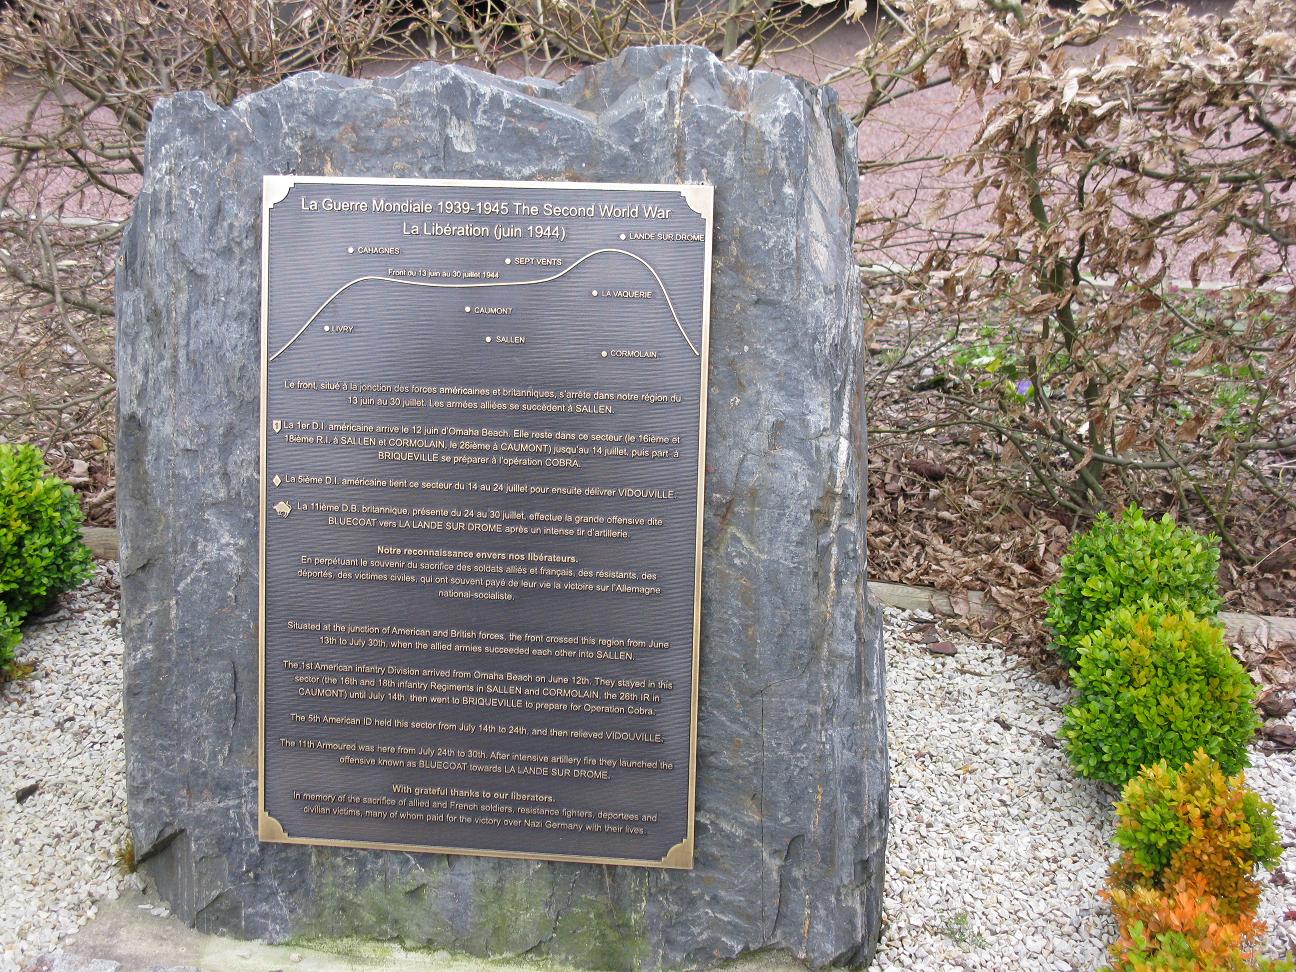 La Guerre Mondiale 1939-1945 The Second World War
La Libération (juin 1944)
LANDE SUR DROME
CAHAGNES
SEPT VENTS
Front du 13 juin au 30 juillet 1944
LA VAQUERIE
CAUMONT
LIVRY
SALLEN
CORMOLAIN
Le front, situé à la jonction des forces américaines et britanniques, s'arrête dans notre région du
13 juin au 30 juillet. Les armées alliées se succèdent à SALLEN.
La 1er D.I. américaine arrive le 12 juin d'Omaha Beach. Elle reste dans ce secteur (le 16ième et
18ième R.I. à SALLEN et CORMOLAIN, le 26ième à CAUMONT) jusqu'au 14 juillet, puis part à
BRIQUEVILLE se préparer à l'opération COBRA.
La 5ième D.I. américaine tient ce secteur du 14 au 24 juillet pour ensuite délivrer VIDOUVILLE.
La 11ième D.B. britannique, présente du 24 au 30 juillet, effectue la grande offensive dite
BLUECOAT vers LA LANDE SUR DROME après un intense tir d'artillerie.
Notre reconnaissance envers nos libérateurs.
En perpétuant le souvenir du sacrifice des soldats alliés et français, des résistants, des
déportés, des victimes civiles, qui ont souvent payé de leur vie la victoire sur l'Allemagne
national-socialiste.
Situated at the junction of American and British forces, the front crossed this region from June
13th to July 30th, when the allied armies succeeded each other into SALLEN.
The 1st American infantry Division arrived from Omaha Beach on June 12th. They stayed in this
sector (the 16th and 18th infantry Regiments in SALLEN and CORMOLAIN, the 26th IR in
CAUMONT) until July 14th, then went to BRIQUEVILLE to prepare for Operation Cobra.
The 5th American ID held this sector from July 14th to 24th, and then relieved VIDOUVILLE.
The 11th Armoured was here from July 24th to 30th. After intensive artillery fire they launched the
offensive known as BLUECOAT towards LA LANDE SUR DROME.
With grateful thanks to our liberators.
In memory of the sacrifice of allied and French soldiers, resistance fighters, deportees and
civilian victims, many of whom paid for the victory over Nazi Germany with their lives.